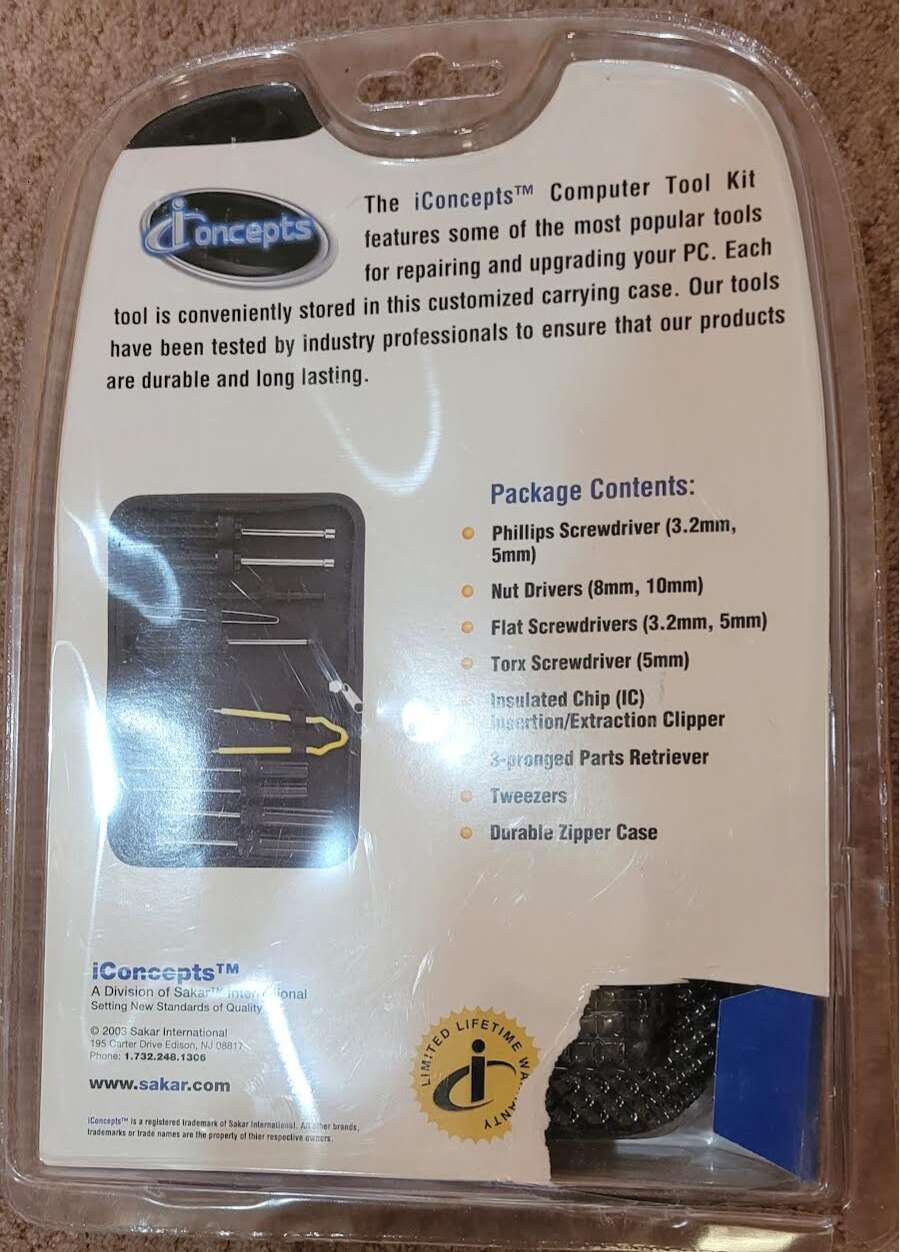 iConcepts
The iConcepts™ Computer Tool Kit
features some of the most popular tools
for repairing and upgrading your PC. Each
tool is conveniently stored in this customized carrying case. Our tools
have been tested by industry professionals to ensure that our products
are durable and long lasting.
Package Contents:
Phillips Screwdriver (3.2mm,
5mm)
Nut Drivers (8mm, 10mm)
Flat Screwdrivers (3.2mm, 5mm)
Torx Screwdriver (5mm)
Insulated Chip (IC)
Insertion/Extraction Clipper
3-pronged Parts Retriever
Tweezers
Durable Zipper Case
iConcepts™
A Division of Sakar™ International
Setting New Standards of Quality
© 2003 Sakar International
195 Carter Drive Edison, NJ 08817
Phone: 1.732.248.1306
www.sakar.com
iConcepts™ is a registered trademark of Sakar International. All other brands,
trademarks or trade names are the property of thier respective owners.
LIMITED LIFETIME WARRANTY